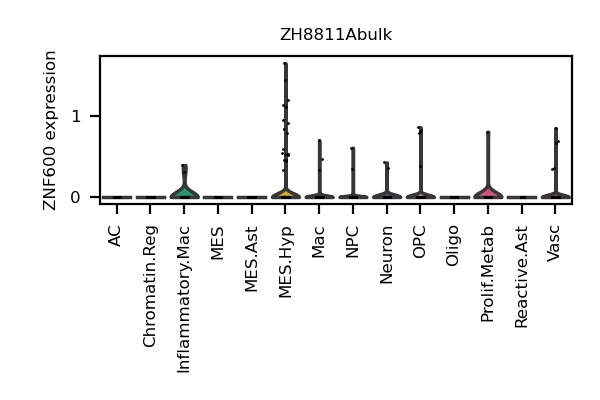 ZH8811Abulk
ZNF600 expression
1
0
AC
Chromatin.Reg
Inflammatory.Mac
MES
MES.Ast
MES.Hyp
Mac
NPC
Neuron
OPC
Oligo
Prolif.Metab
Reactive.Ast
Vasc